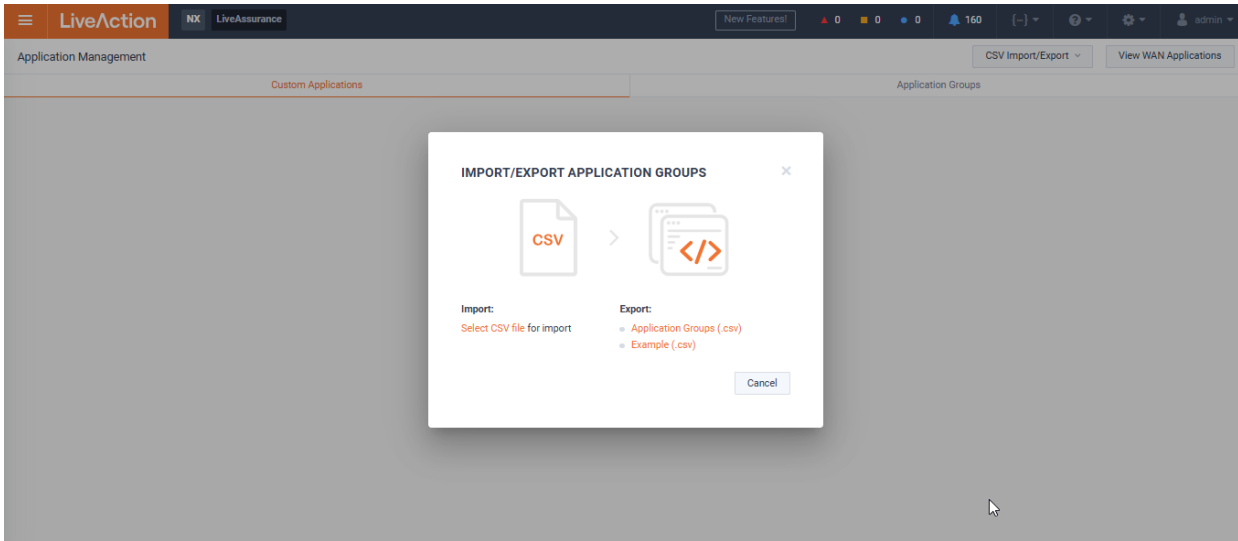 LiveAction
NX LiveAssurance New Features! 0 0 0 160 [-] admin
Application Management CSV Import/Export View WAN Applications
Custom Applications Application Groups
IMPORT/EXPORT APPLICATION GROUPS
CSV </>
Import: Export:
Select CSV file for import Application Groups (.csv)
Example (.csv)
Cancel